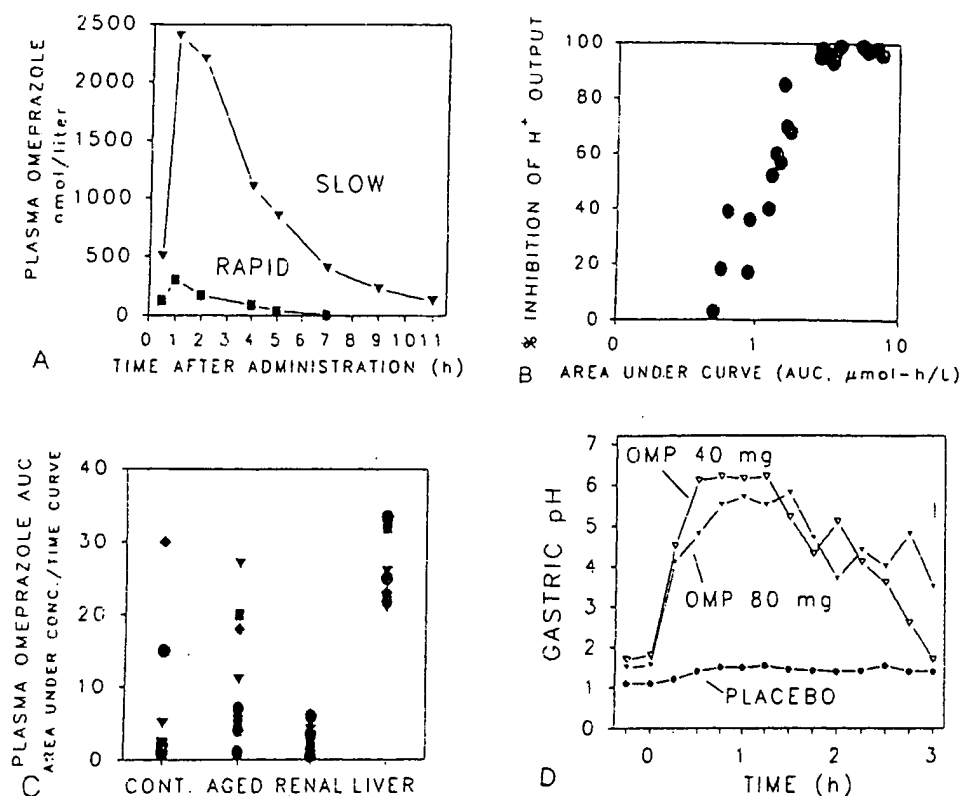 PLASMA OMEPRAZOLE
nmol/liter
2500
2000
1500
1000
500
0
SLOW
RAPID
0 1 2 3 4 5 6 7 8 9 10 11
TIME AFTER ADMINISTRATION (h)
A
% INHIBITION OF H+ OUTPUT
100
80
60
40
20
0
0 1 10
AREA UNDER CURVE (AUC, µmol-h/L)
B
PLASMA OMEPRAZOLE AUC
AREA UNDER CONC./TIME CURVE
40
30
20
10
0
CONT. AGED RENAL LIVER
C
GASTRIC pH
7
6
5
4
3
2
1
0
OMP 40 mg
OMP 80 mg
PLACEBO
0 1 2 3
TIME (h)
D